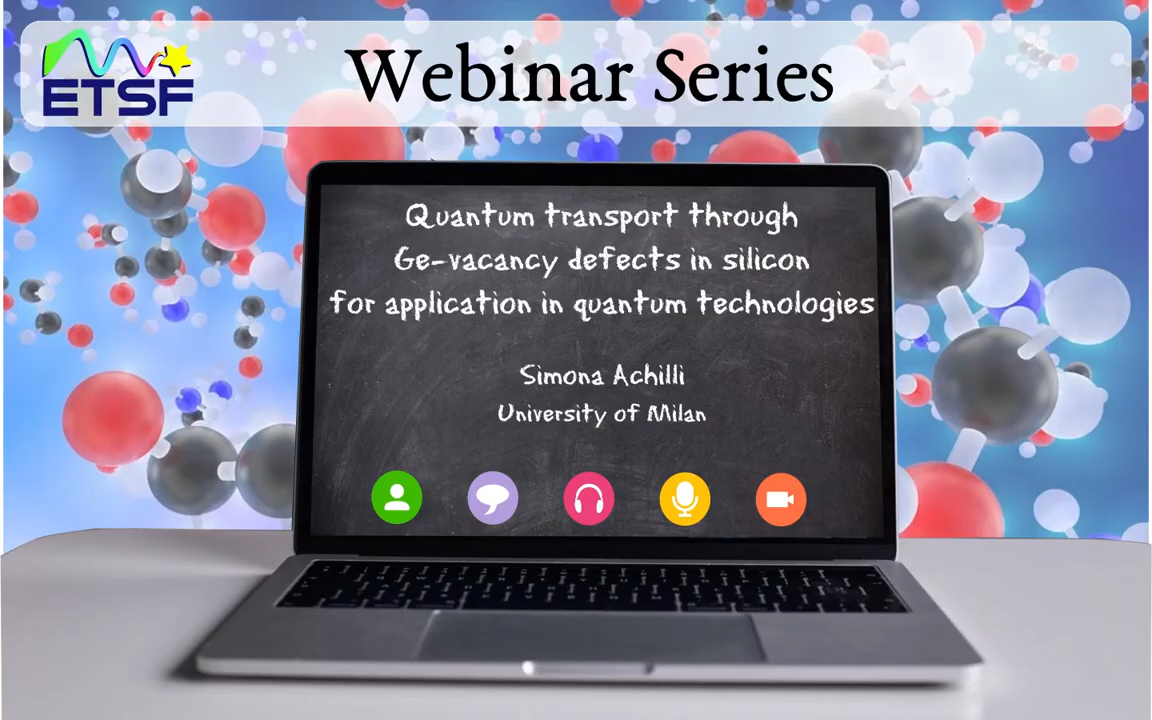 ETSF
Webinar Series
Quantum transport through
Ge-vacancy defects in silicon
for application in quantum technologies
Simona Achilli
University of Milan